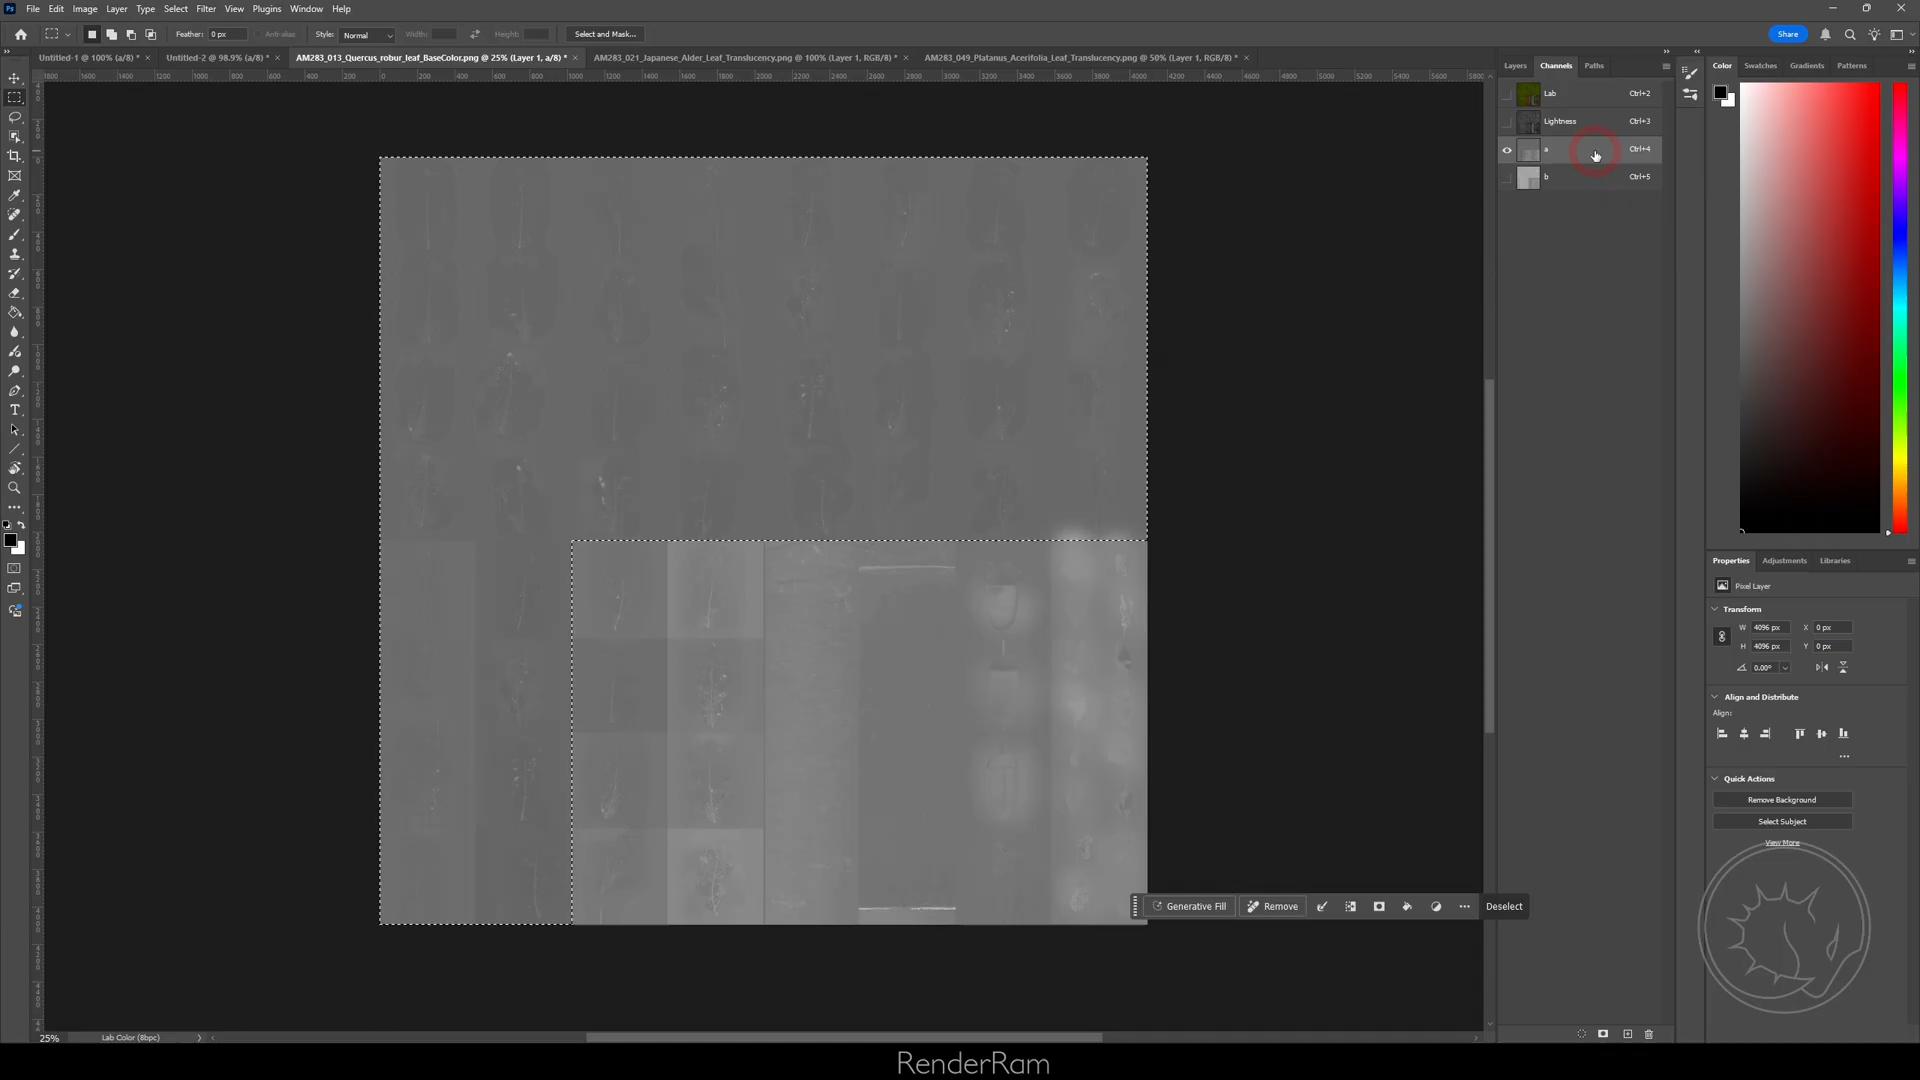 Ps File Edit Image Layer Type Select Filter View Plugins Window Help
Feather: 0 px Anti-alias Style: Normal Width: Height: Select and Mask... Share
Untitled-1 @ 100% (a/8) * × Untitled-2 @ 98.9% (a/8) * × AM283_013_Quercus_robur_leaf_BaseColor.png @ 25% (Layer 1, a/8) * × AM283_021_Japanese_Alder_Leaf_Translucency.png @ 100% (Layer 1, RGB/8) * × AM283_049_Platanus_Acerifolia_Leaf_Translucency.png @ 50% (Layer 1, RGB/8) * ×
Layers Channels Paths
Color Swatches Gradients Patterns
Lab Ctrl+2
Lightness Ctrl+3
a Ctrl+4
b Ctrl+5
Properties Adjustments Libraries
Pixel Layer
Transform
W 4096 px X 0 px
H 4096 px Y 0 px
0.00°
Align and Distribute
Align:
Quick Actions
Remove Background
Select Subject
View More
Generative Fill Remove Deselect
25% Lab Color (8bpc)
RenderRam